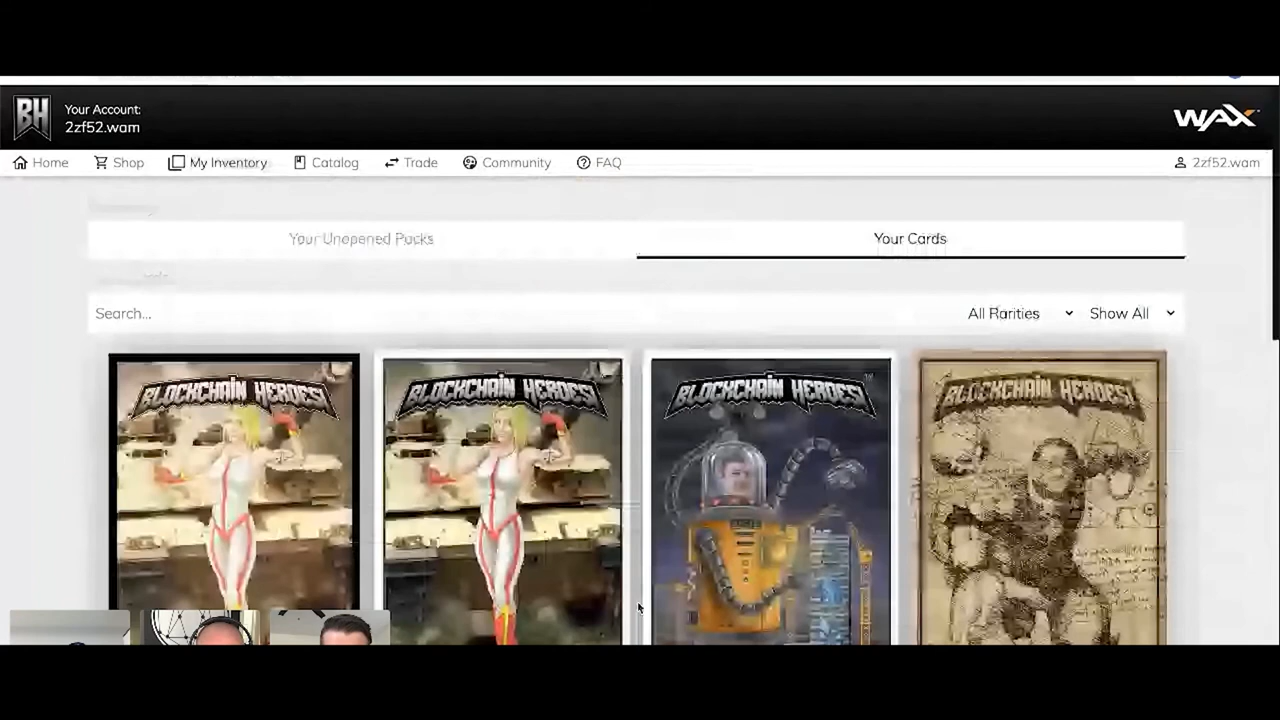 BH
Your Account:
2zf52.wam
WAX
Home
Shop
My Inventory
Catalog
Trade
Community
FAQ
2zf52.wam
Your Unopened Packs
Your Cards
Search...
All Rarities
Show All
BLOCKCHAIN HEROES!
BLOCKCHAIN HEROES!
BLOCKCHAIN HEROES!
BLOCKCHAIN HEROES!